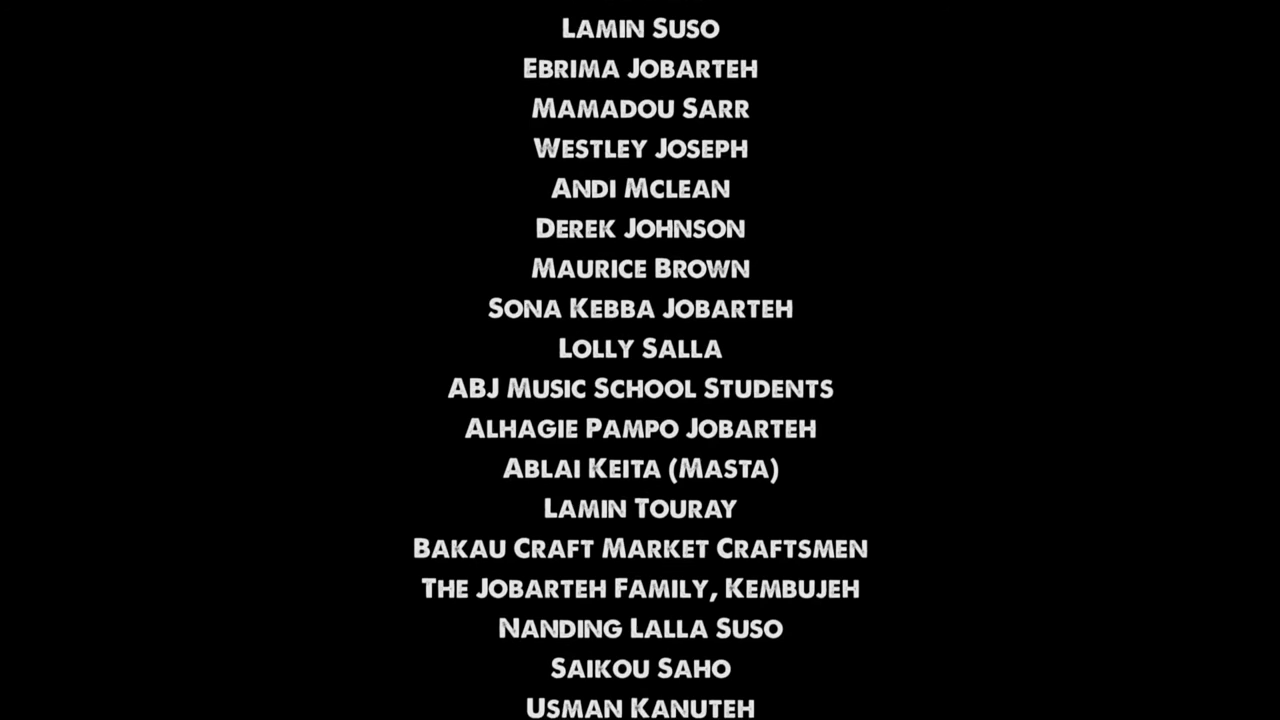 Lamin Suso
Ebrima Jobarteh
Mamadou Sarr
Westley Joseph
Andi Mclean
Derek Johnson
Maurice Brown
Sona Kebba Jobarteh
Lolly Salla
ABJ Music School Students
Alhagie Pampo Jobarteh
Ablai Keita (Masta)
Lamin Touray
Bakau Craft Market Craftsmen
The Jobarteh Family, Kembujeh
Nanding Lalla Suso
Saikou Saho
Usman Kanuteh